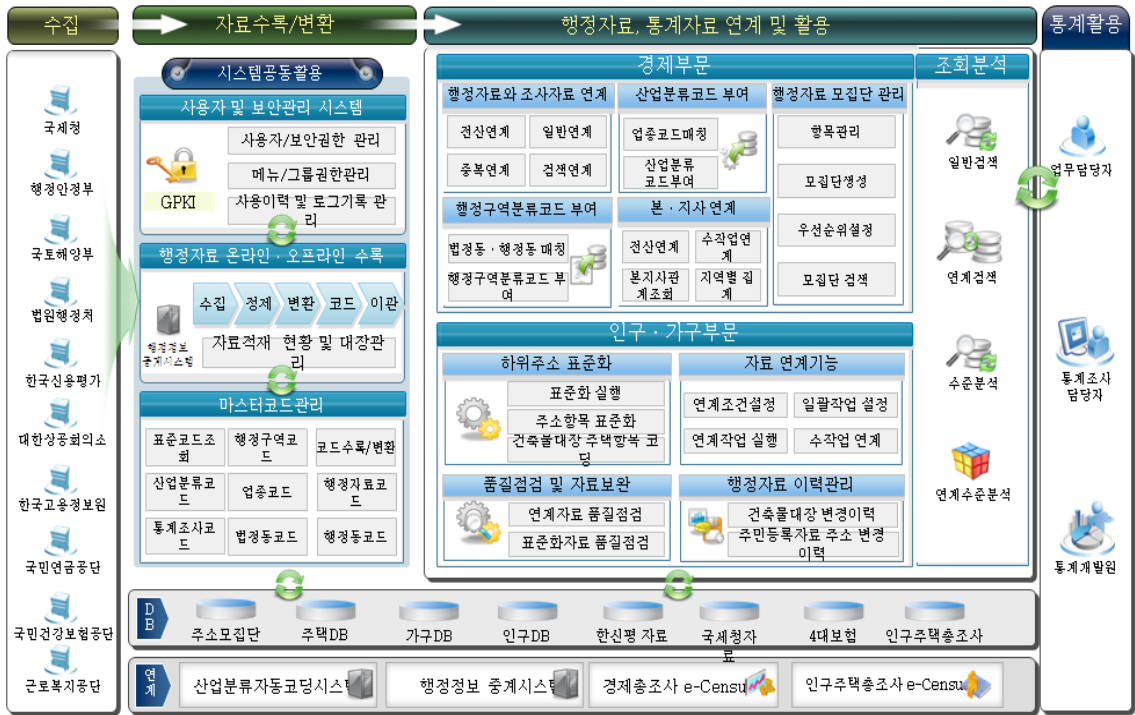 수집
자료수록/변환
행정자료, 통계자료 연계 및 활용
통계활용
국세청
행정안정부
국토해양부
법원행정처
한국신용평가
대한상공회의소
한국고용정보원
국민연금공단
국민건강보험공단
근로복지공단
시스템공동활용
사용자 및 보안관리 시스템
GPKI
사용자/보안권한 관리
메뉴/그룹권한관리
사용이력 및 로그기록 관
리
행정자료 온라인 · 오프라인 수록
수집
정제
변환
코드
이관
행정정보
중계시스템
자료적재 현황 및 대장관
리
마스터코드관리
표준코드조
회
행정구역코
드
코드수록/변환
산업분류코
드
업종코드
행정자료코
드
통계조사코
드
법정동코드
행정동코드
경제부문
행정자료와 조사자료 연계
전산연계
일반연계
중복연계
검색연계
산업분류코드 부여
업종코드매칭
산업분류
코드부여
행정자료 모집단 관리
항목관리
모집단생성
우선순위설정
모집단 검색
행정구역분류코드 부여
법정동 · 행정동 매칭
행정구역분류코드 부
여
본 · 지사 연계
전산연계
수작업연
계
본지사관
계조회
지역별 집
계
인구 · 가구부문
하위주소 표준화
표준화 실행
주소항목 표준화
건축물대장 주택항목 코
딩
자료 연계기능
연계조건설정
일괄작업 설정
연계작업 실행
수작업 연계
품질점검 및 자료보완
연계자료 품질점검
표준화자료 품질점검
행정자료 이력관리
건축물대장 변경이력
주민등록자료 주소 변경
이력
조회분석
일반검색
연계검색
수준분석
연계수준분석
업무담당자
통계조사
담당자
통계개발원
D
B
주소모집단
주택DB
가구DB
인구DB
한신평 자료
국세청자
료
4대보험
인구주택총조사
연
계
산업분류자동코딩시스
행정정보 중계시스
경제총조사 e-Censu
인구주택총조사 e-Censu